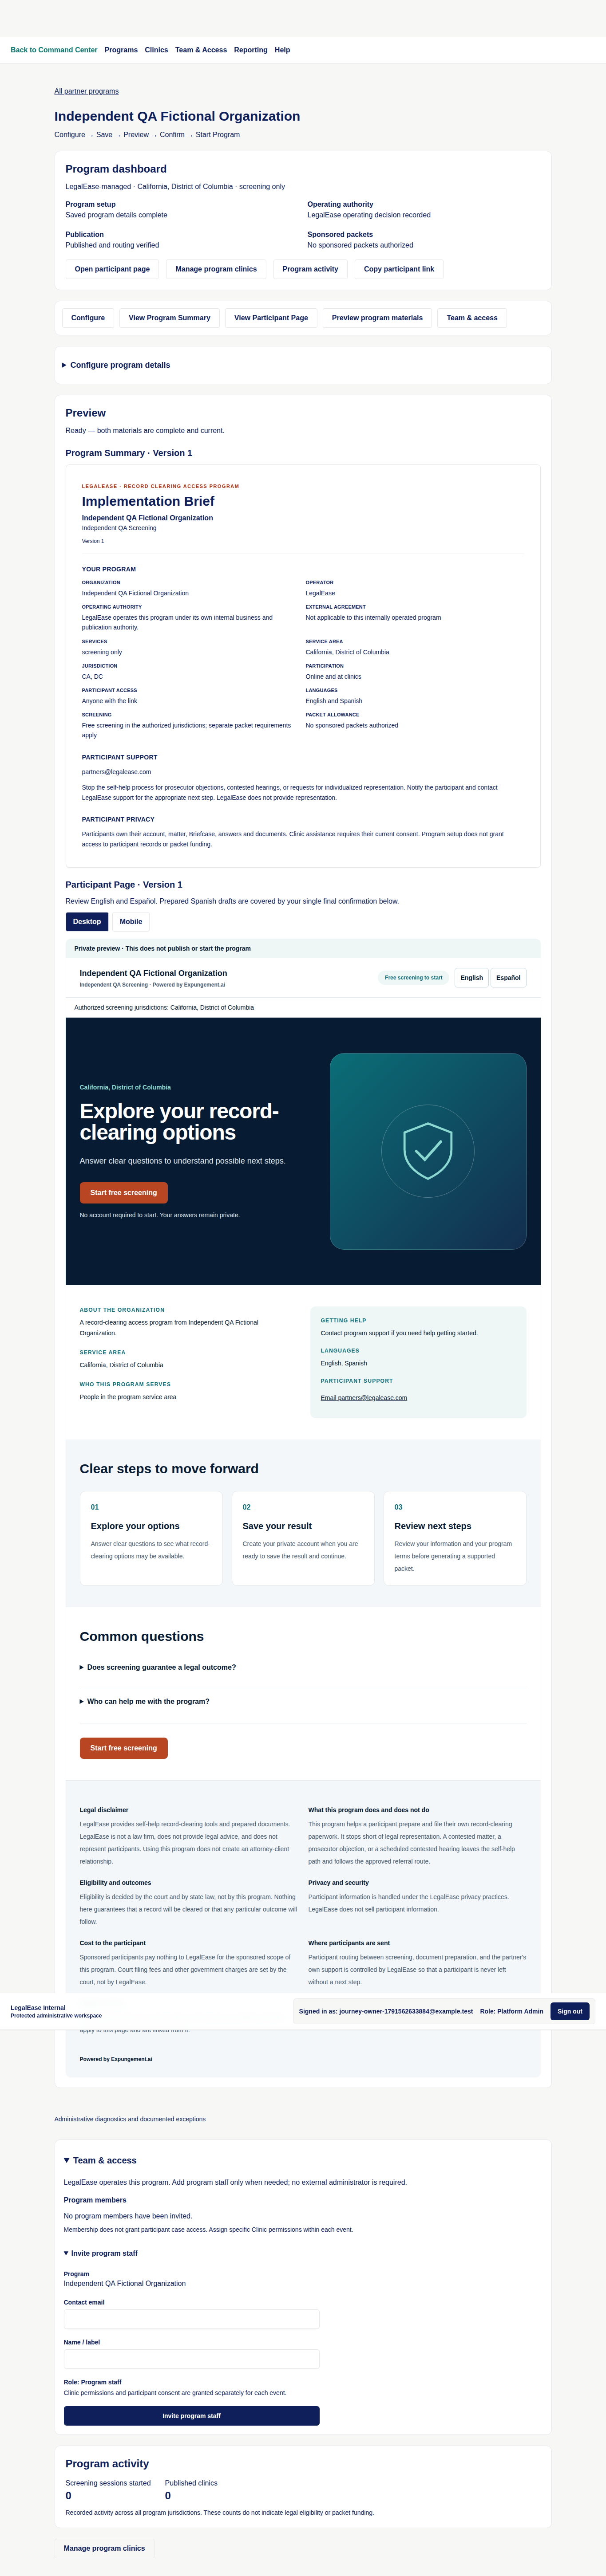 Back to Command Center Programs Clinics Team & Access Reporting Help
All partner programs
Independent QA Fictional Organization
Configure → Save → Preview → Confirm → Start Program
Program dashboard
LegalEase-managed · California, District of Columbia · screening only
Program setup
Saved program details complete
Operating authority
LegalEase operating decision recorded
Publication
Published and routing verified
Sponsored packets
No sponsored packets authorized
Open participant page Manage program clinics Program activity Copy participant link
Configure View Program Summary View Participant Page Preview program materials Team & access
▶ Configure program details
Preview
Ready — both materials are complete and current.
Program Summary · Version 1
LEGALEASE · RECORD CLEARING ACCESS PROGRAM
Implementation Brief
Independent QA Fictional Organization
Independent QA Screening
Version 1
YOUR PROGRAM
ORGANIZATION
Independent QA Fictional Organization
OPERATOR
LegalEase
OPERATING AUTHORITY
LegalEase operates this program under its own internal business and
publication authority.
EXTERNAL AGREEMENT
Not applicable to this internally operated program
SERVICES
screening only
SERVICE AREA
California, District of Columbia
JURISDICTION
CA, DC
PARTICIPATION
Online and at clinics
PARTICIPANT ACCESS
Anyone with the link
LANGUAGES
English and Spanish
SCREENING
Free screening in the authorized jurisdictions; separate packet requirements
apply
PACKET ALLOWANCE
No sponsored packets authorized
PARTICIPANT SUPPORT
partners@legalease.com
Stop the self-help process for prosecutor objections, contested hearings, or requests for individualized representation. Notify the participant and contact
LegalEase support for the appropriate next step. LegalEase does not provide representation.
PARTICIPANT PRIVACY
Participants own their account, matter, Briefcase, answers and documents. Clinic assistance requires their current consent. Program setup does not grant
access to participant records or packet funding.
Participant Page · Version 1
Review English and Español. Prepared Spanish drafts are covered by your single final confirmation below.
Desktop Mobile
Private preview · This does not publish or start the program
Independent QA Fictional Organization
Independent QA Screening · Powered by Expungement.ai
Free screening to start English Español
Authorized screening jurisdictions: California, District of Columbia
California, District of Columbia
Explore your record-
clearing options
Answer clear questions to understand possible next steps.
Start free screening
No account required to start. Your answers remain private.
ABOUT THE ORGANIZATION
A record-clearing access program from Independent QA Fictional
Organization.
SERVICE AREA
California, District of Columbia
WHO THIS PROGRAM SERVES
People in the program service area
GETTING HELP
Contact program support if you need help getting started.
LANGUAGES
English, Spanish
PARTICIPANT SUPPORT
Email partners@legalease.com
Clear steps to move forward
01
Explore your options
Answer clear questions to see what record-
clearing options may be available.
02
Save your result
Create your private account when you are
ready to save the result and continue.
03
Review next steps
Review your information and your program
terms before generating a supported
packet.
Common questions
▶ Does screening guarantee a legal outcome?
▶ Who can help me with the program?
Start free screening
Legal disclaimer
LegalEase provides self-help record-clearing tools and prepared documents.
LegalEase is not a law firm, does not provide legal advice, and does not
represent participants. Using this program does not create an attorney-client
relationship.
What this program does and does not do
This program helps a participant prepare and file their own record-clearing
paperwork. It stops short of legal representation. A contested matter, a
prosecutor objection, or a scheduled contested hearing leaves the self-help
path and follows the approved referral route.
Eligibility and outcomes
Eligibility is decided by the court and by state law, not by this program. Nothing
here guarantees that a record will be cleared or that any particular outcome will
follow.
Privacy and security
Participant information is handled under the LegalEase privacy practices.
LegalEase does not sell participant information.
Cost to the participant
Sponsored participants pay nothing to LegalEase for the sponsored scope of
this program. Court filing fees and other government charges are set by the
court, not by LegalEase.
Where participants are sent
Participant routing between screening, document preparation, and the partner's
own support is controlled by LegalEase so that a participant is never left
without a next step.
LegalEase Internal
Protected administrative workspace
Signed in as: journey-owner-1791562633884@example.test Role: Platform Admin Sign out
apply to this page and are linked from it.
Powered by Expungement.ai
Administrative diagnostics and documented exceptions
▼ Team & access
LegalEase operates this program. Add program staff only when needed; no external administrator is required.
Program members
No program members have been invited.
Membership does not grant participant case access. Assign specific Clinic permissions within each event.
▼ Invite program staff
Program
Independent QA Fictional Organization
Contact email
Name / label
Role: Program staff
Clinic permissions and participant consent are granted separately for each event.
Invite program staff
Program activity
Screening sessions started
0
Published clinics
0
Recorded activity across all program jurisdictions. These counts do not indicate legal eligibility or packet funding.
Manage program clinics